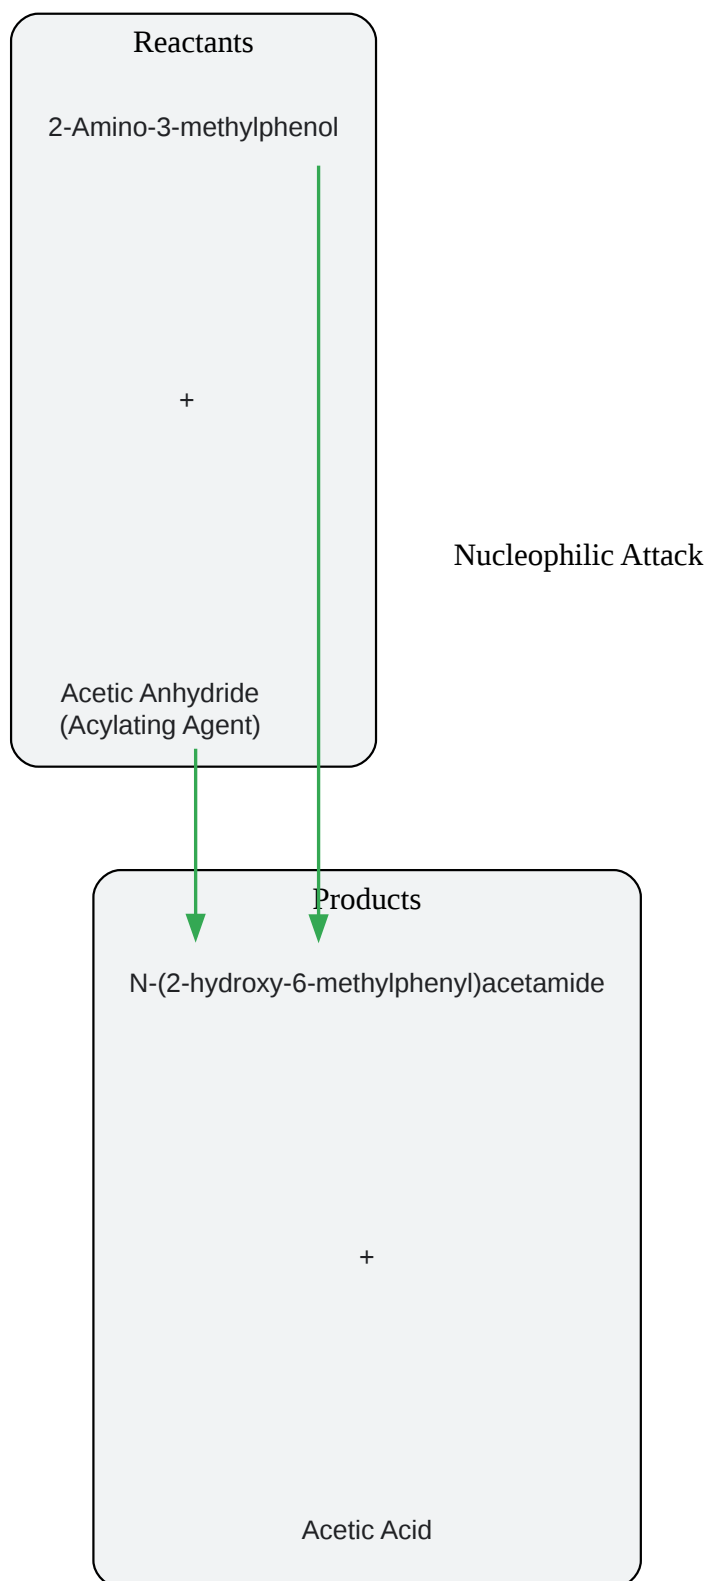 Reactants
2-Amino-3-methylphenol
+
Nucleophilic Attack
Acetic Anhydride
(Acylating Agent)
Products
N-(2-hydroxy-6-methylphenyl)acetamide
+
Acetic Acid